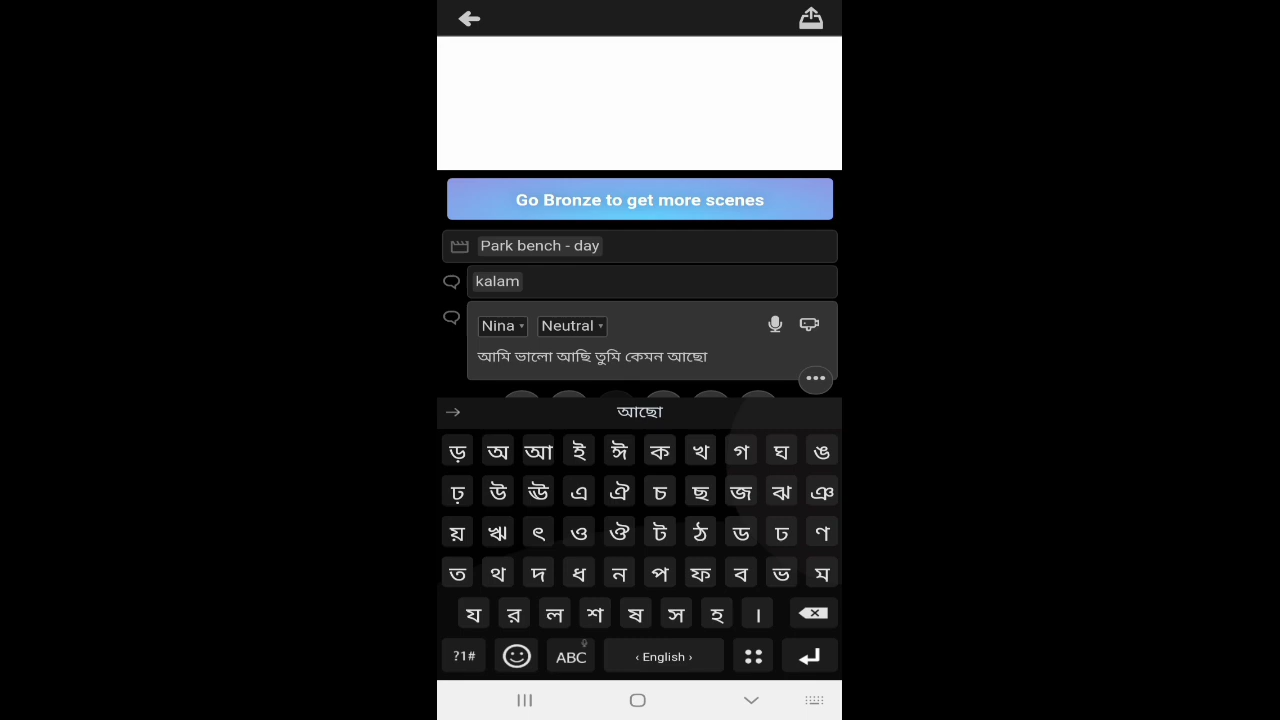 Go Bronze to get more scenes
Park bench - day
kalam
Nina Neutral
আমি ভালো আছি তুমি কেমন আছো
আছো
ড় অ আ ই ঈ ক খ গ ঘ ঙ
ঢ় উ ঊ এ ঐ চ ছ জ ঝ ঞ
য় ঋ ৎ ও ঔ ট ঠ ড ঢ ণ
ত থ দ ধ ন প ফ ব ভ ম
য র ল শ ষ স হ ।
?1# ABC ‹ English ›